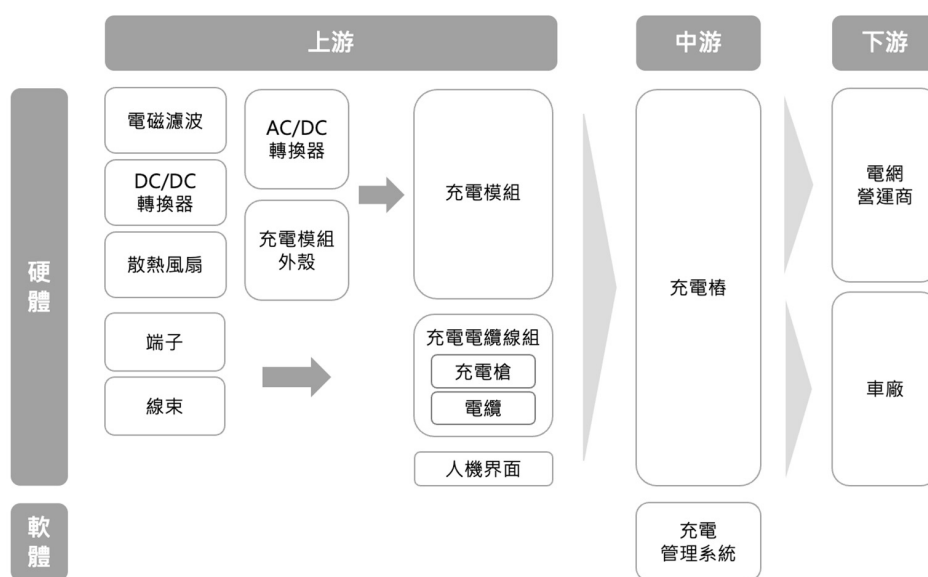 上游
中游
下游
硬
體
電磁濾波
DC/DC
轉換器
散熱風扇
AC/DC
轉換器
充電模組
外殼
充電模組
端子
線束
充電電纜線組
充電槍
電纜
人機界面
充電樁
電網
營運商
車廠
軟
體
充電
管理系統